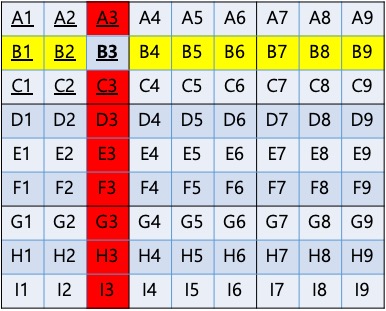 A1 A2 A3 A4 A5 A6 A7 A8 A9
B1 B2 B3 B4 B5 B6 B7 B8 B9
C1 C2 C3 C4 C5 C6 C7 C8 C9
D1 D2 D3 D4 D5 D6 D7 D8 D9
E1 E2 E3 E4 E5 E6 E7 E8 E9
F1 F2 F3 F4 F5 F6 F7 F8 F9
G1 G2 G3 G4 G5 G6 G7 G8 G9
H1 H2 H3 H4 H5 H6 H7 H8 H9
I1 I2 I3 I4 I5 I6 I7 I8 I9